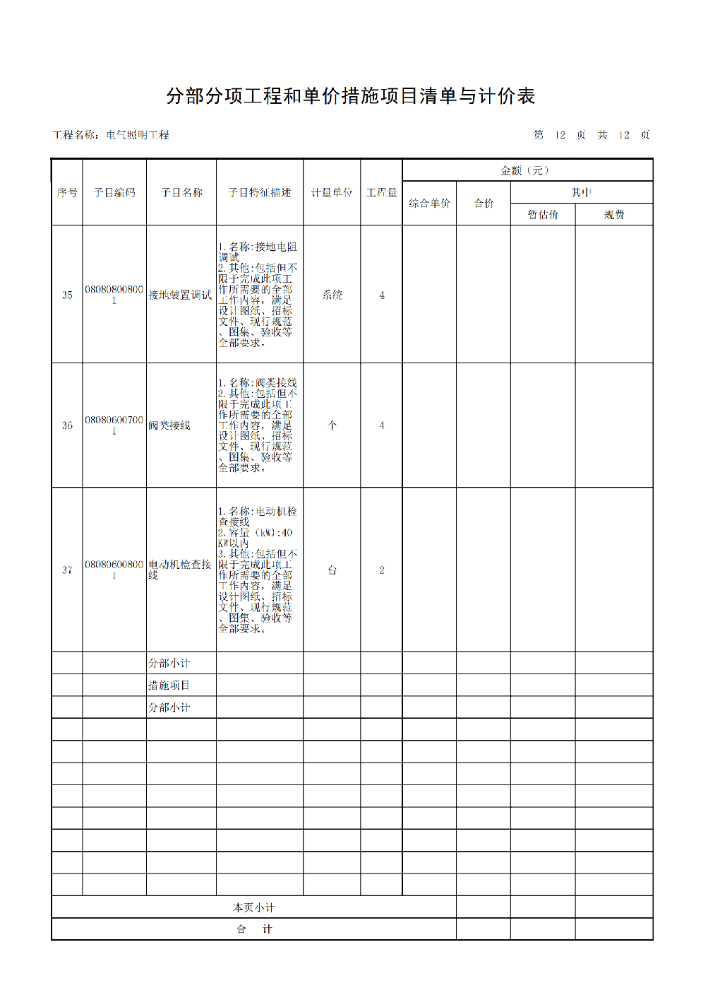 分部分项工程和单价措施项目清单与计价表
工程名称：电气照明工程
第 12 页 共 12 页
序号
子目编码
子目名称
子目特征描述
计量单位
工程量
金额（元）
综合单价
合价
其中
暂估价
规费
35
08080800800
1
接地装置调试
1.名称:接地电阻
调试
2.其他:包括但不
限于完成此项工
作所需要的全部
工作内容，满足
设计图纸、招标
文件、现行规范
、图集、验收等
全部要求。
系统
4
36
08080600700
1
阀类接线
1.名称:阀类接线
2.其他:包括但不
限于完成此项工
作所需要的全部
工作内容，满足
设计图纸、招标
文件、现行规范
、图集、验收等
全部要求。
个
4
37
08080600800
1
电动机检查接
线
1.名称:电动机检
查接线
2.容量（kW):40
KW以内
3.其他:包括但不
限于完成此项工
作所需要的全部
工作内容，满足
设计图纸、招标
文件、现行规范
、图集、验收等
全部要求。
台
2
分部小计
措施项目
分部小计
本页小计
合 计